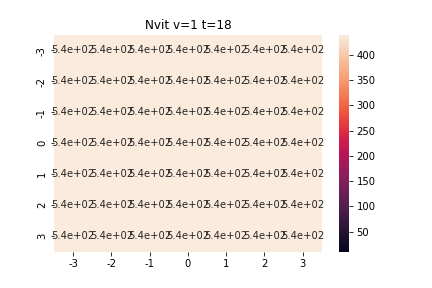 Nvit v=1 t=18
-3 5.4e+02 5.4e+02 5.4e+02 5.4e+02 5.4e+02 5.4e+02 5.4e+02
-2 5.4e+02 5.4e+02 5.4e+02 5.4e+02 5.4e+02 5.4e+02 5.4e+02
-1 5.4e+02 5.4e+02 5.4e+02 5.4e+02 5.4e+02 5.4e+02 5.4e+02
0 5.4e+02 5.4e+02 5.4e+02 5.4e+02 5.4e+02 5.4e+02 5.4e+02
1 5.4e+02 5.4e+02 5.4e+02 5.4e+02 5.4e+02 5.4e+02 5.4e+02
2 5.4e+02 5.4e+02 5.4e+02 5.4e+02 5.4e+02 5.4e+02 5.4e+02
3 5.4e+02 5.4e+02 5.4e+02 5.4e+02 5.4e+02 5.4e+02 5.4e+02
-3 -2 -1 0 1 2 3
400
350
300
250
200
150
100
50